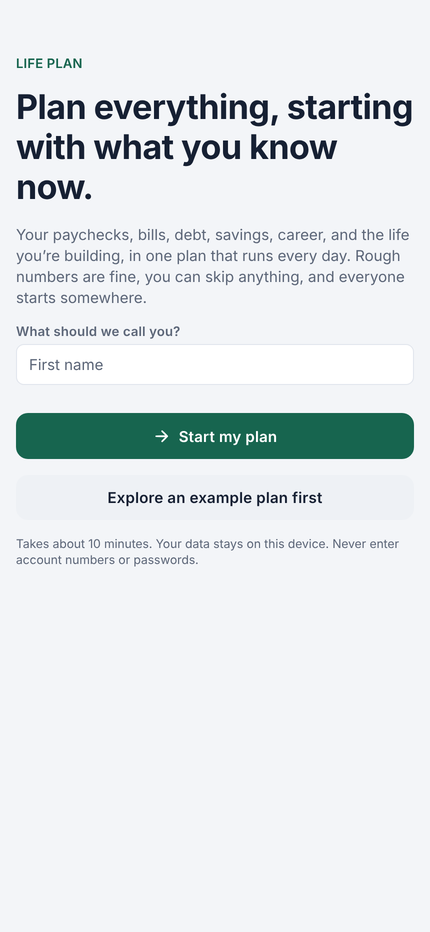 LIFE PLAN
Plan everything, starting
with what you know
now.
Your paychecks, bills, debt, savings, career, and the life
you’re building, in one plan that runs every day. Rough
numbers are fine, you can skip anything, and everyone
starts somewhere.
What should we call you?
First name
Start my plan
Explore an example plan first
Takes about 10 minutes. Your data stays on this device. Never enter
account numbers or passwords.